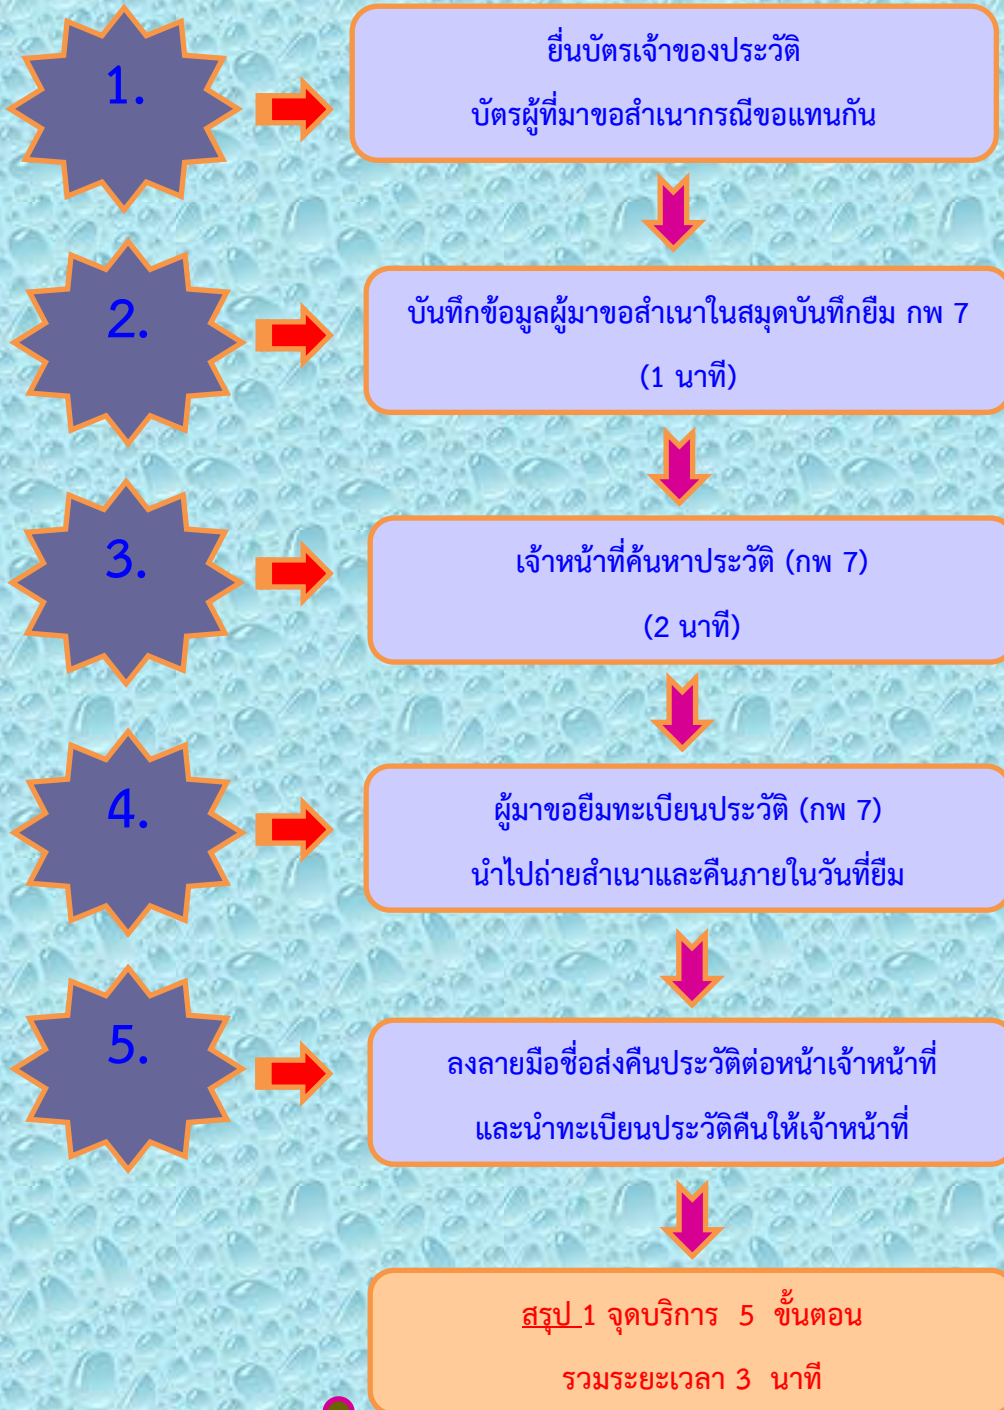 1.
ยื่นบัตรเจ้าของประวัติ
บัตรผู้ที่มาขอสำเนากรณีขอแทนกัน
2.
บันทึกข้อมูลผู้มาขอสำเนาในสมุดบันทึกยืม กพ 7
(1 นาที)
3.
เจ้าหน้าที่ค้นหาประวัติ (กพ 7)
(2 นาที)
4.
ผู้มาขอยืมทะเบียนประวัติ (กพ 7)
นำไปถ่ายสำเนาและคืนภายในวันที่ยืม
5.
ลงลายมือชื่อส่งคืนประวัติต่อหน้าเจ้าหน้าที่
และนำทะเบียนประวัติคืนให้เจ้าหน้าที่
สรุป 1 จุดบริการ 5 ขั้นตอน
รวมระยะเวลา 3 นาที